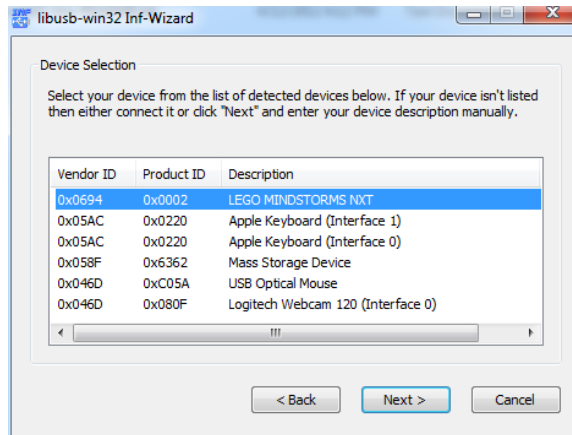 libusb-win32 Inf-Wizard
Device Selection
Select your device from the list of detected devices below. If your device isn't listed
then either connect it or click "Next" and enter your device description manually.
Vendor ID Product ID Description
0x0694 0x0002 LEGO MINDSTORMS NXT
0x05AC 0x0220 Apple Keyboard (Interface 1)
0x05AC 0x0220 Apple Keyboard (Interface 0)
0x058F 0x6362 Mass Storage Device
0x046D 0xC05A USB Optical Mouse
0x046D 0x080F Logitech Webcam 120 (Interface 0)
< Back Next > Cancel